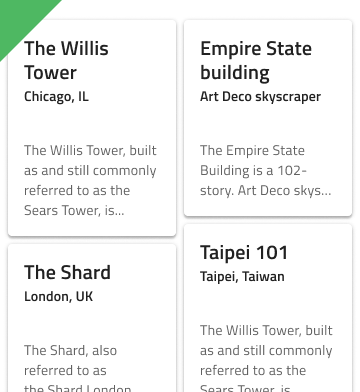 The Willis
Tower
Chicago, IL
The Willis Tower, built
as and still commonly
referred to as the
Sears Tower, is...
Empire State
building
Art Deco skyscraper
The Empire State
Building is a 102-
story. Art Deco skys...
The Shard
London, UK
The Shard, also
referred to as
the Shard London
Taipei 101
Taipei, Taiwan
The Willis Tower, built
as and still commonly
referred to as the
Sears Tower, is